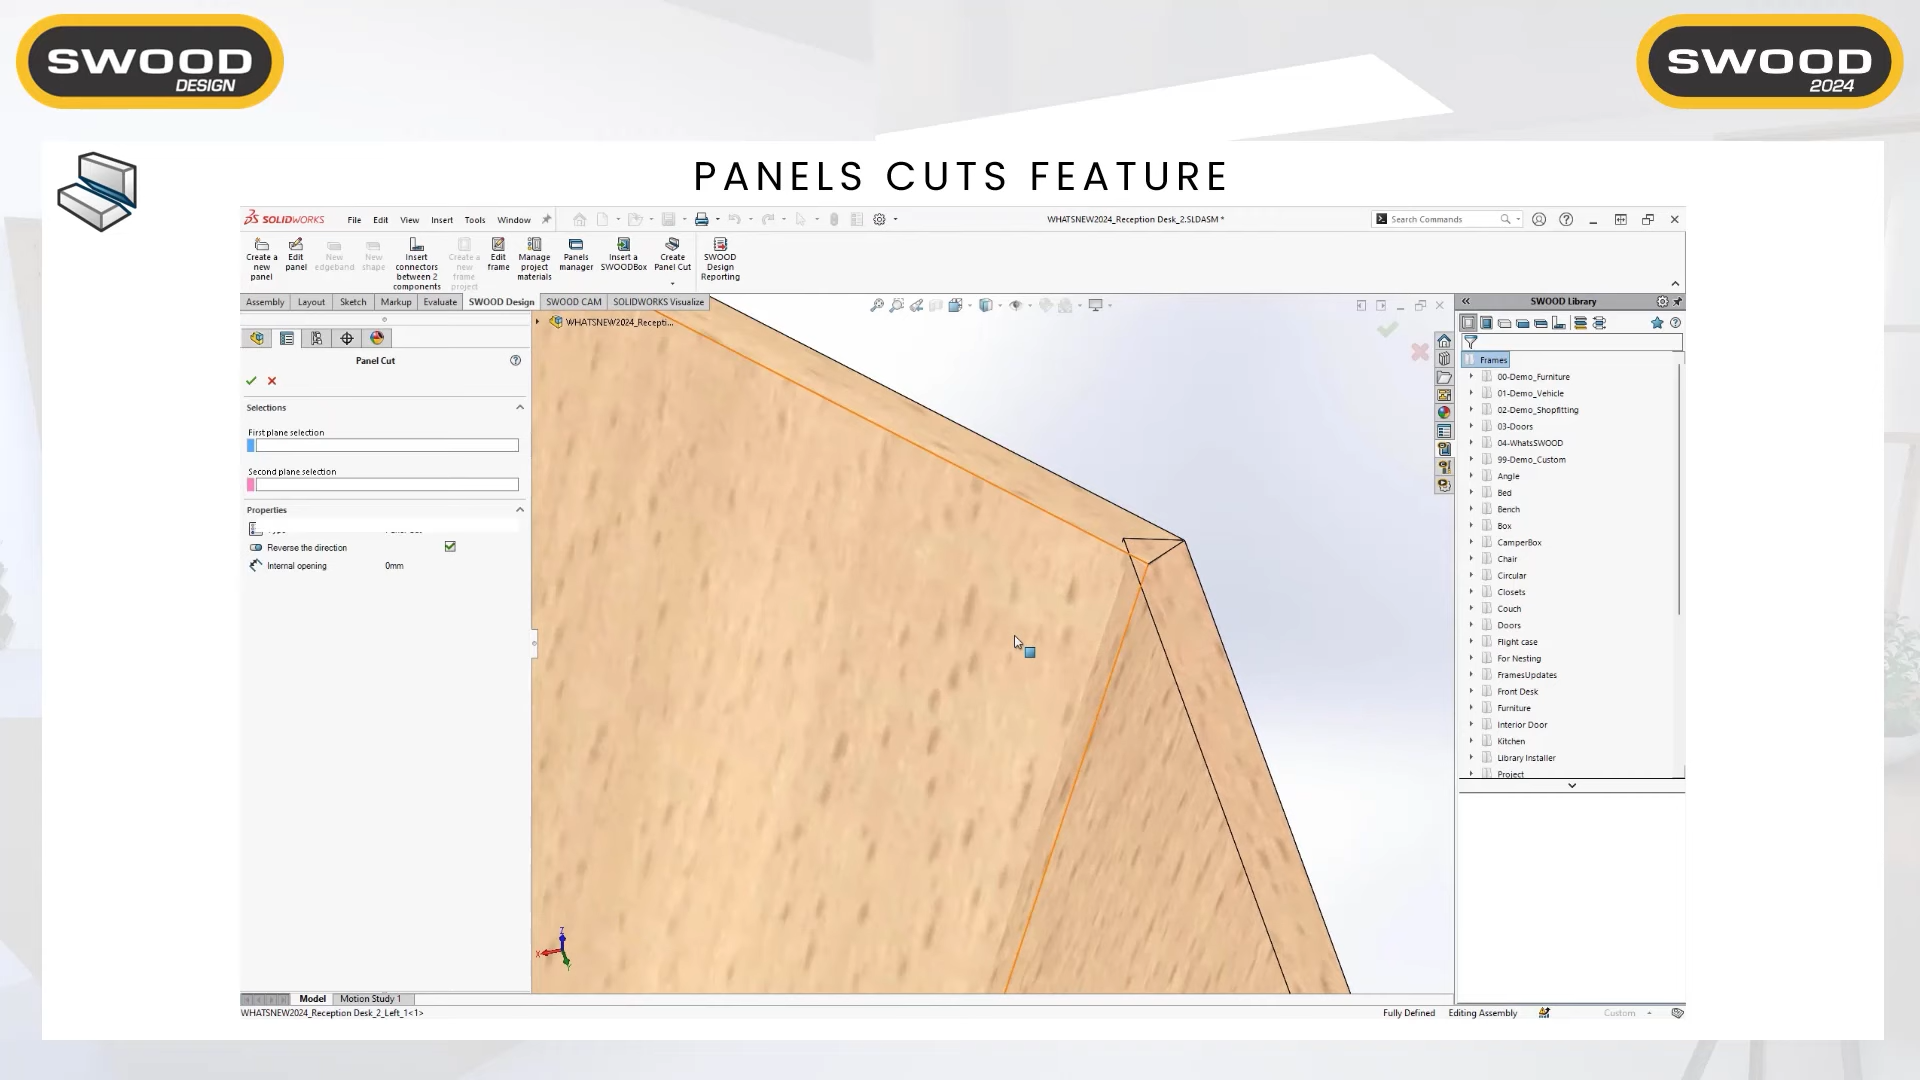 SWOOD
DESIGN
SWOOD
2024
PANELS CUTS FEATURE
SOLIDWORKS File Edit View Insert Tools Window
WHATSNEW2024_Reception Desk_2.SLDASM *
Search Commands
Create a new panel
Edit panel
New edgeband
New shape
Insert connectors between 2 components
Create a new frame project
Edit frame
Manage project materials
Panels manager
Insert a SWOODBox
Create Panel Cut
SWOOD Design Reporting
Assembly Layout Sketch Markup Evaluate SWOOD Design SWOOD CAM SOLIDWORKS Visualize
WHATSNEW2024_Recepti...
Panel Cut
Selections
First plane selection
Second plane selection
Properties
Reverse the direction
Internal opening 0mm
SWOOD Library
Frames
00-Demo_Furniture
01-Demo_Vehicle
02-Demo_Shopfitting
03-Doors
04-WhatsSWOOD
99-Demo_Custom
Angle
Bed
Bench
Box
CamperBox
Chair
Circular
Closets
Couch
Doors
Flight case
For Nesting
FramesUpdates
Front Desk
Furniture
Interior Door
Kitchen
Library Installer
Project
X
Z
Y
Model Motion Study 1
WHATSNEW2024_Reception Desk_2_Left_1<1>
Fully Defined Editing Assembly Custom